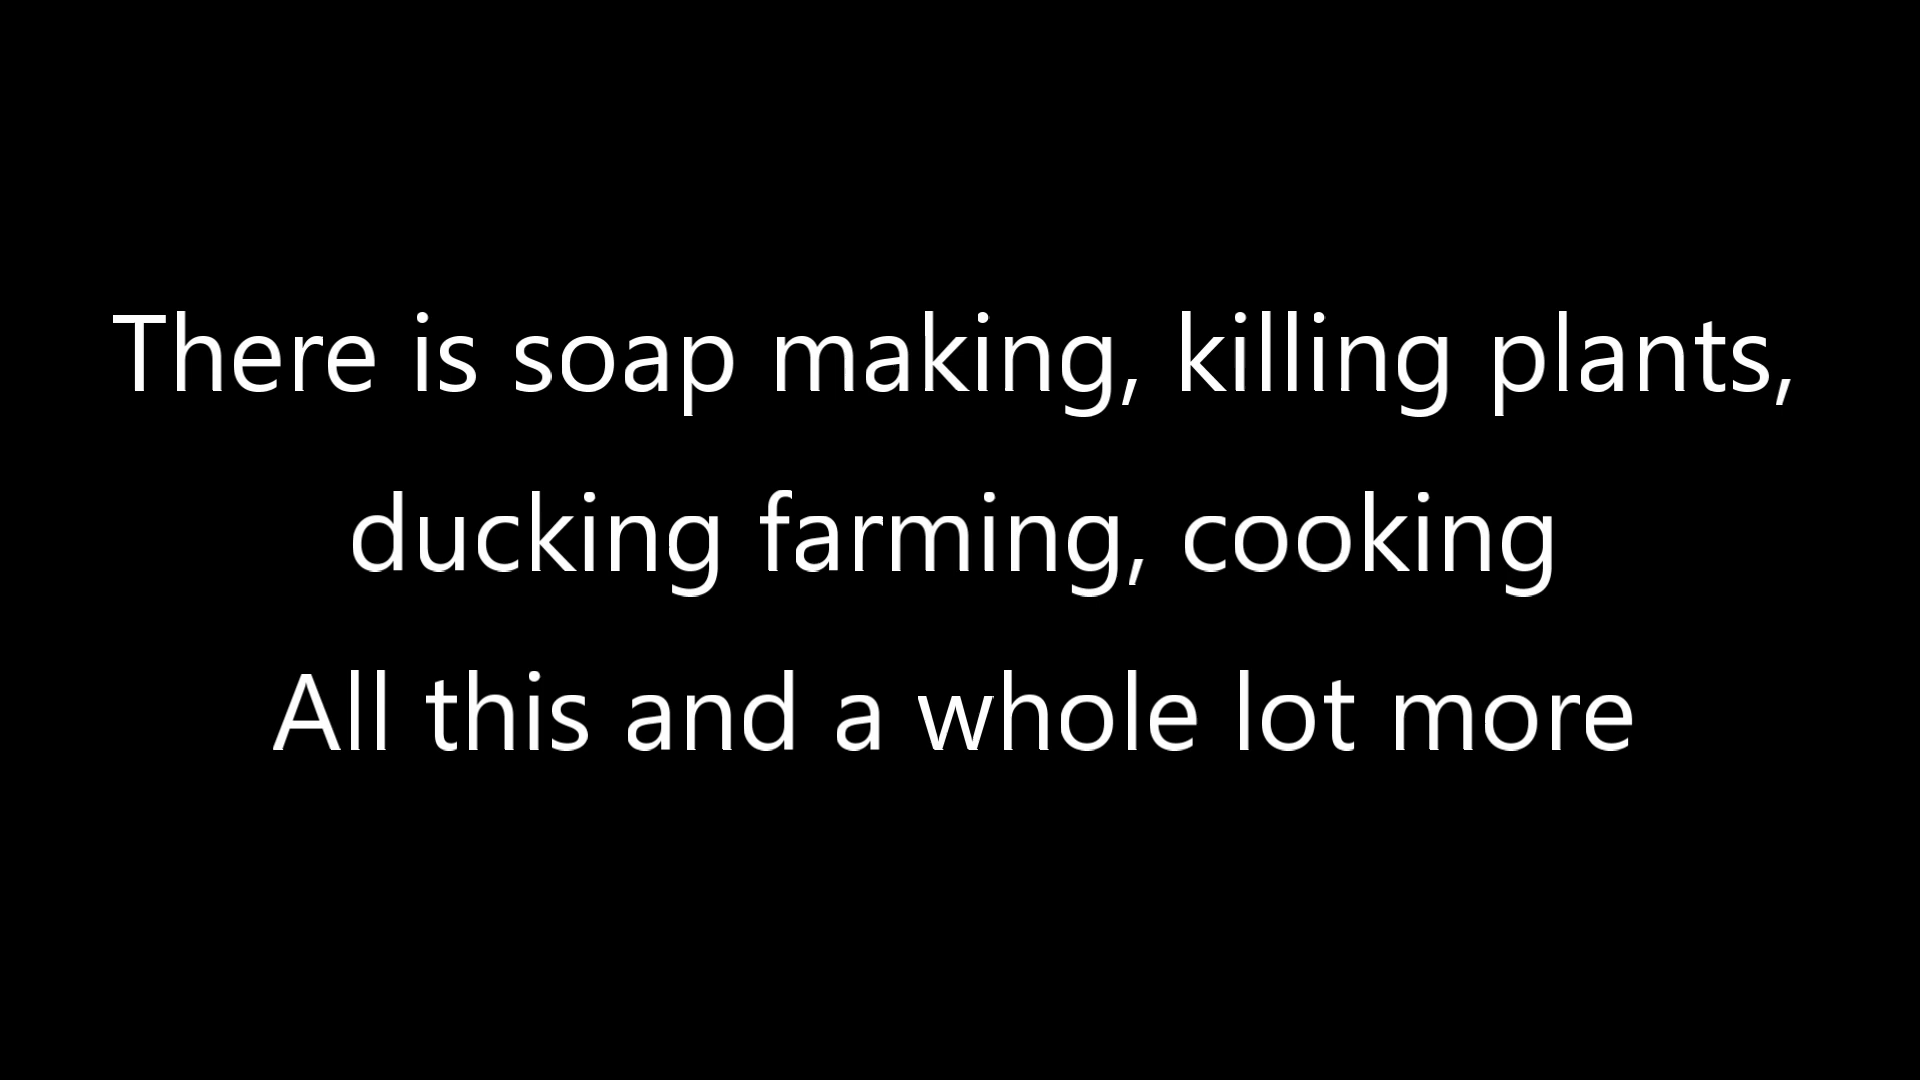 There is soap making, killing plants,
ducking farming, cooking
All this and a whole lot more